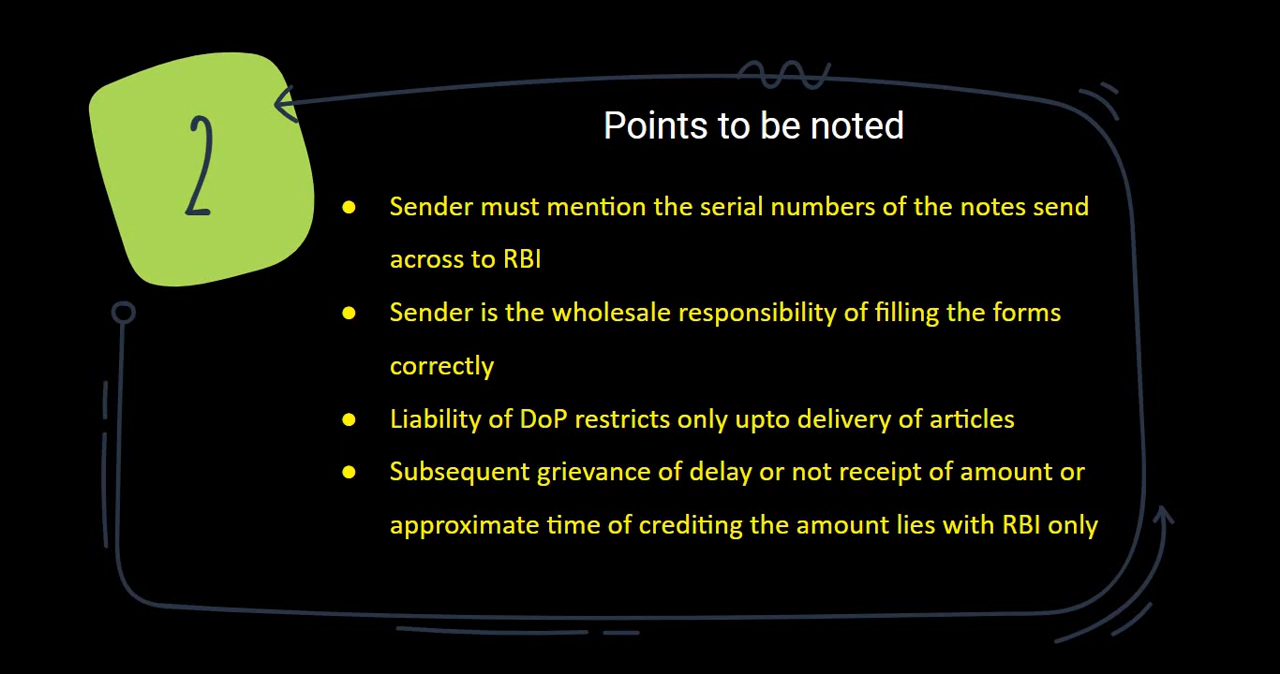 2
Points to be noted
● Sender must mention the serial numbers of the notes send
across to RBI
● Sender is the wholesale responsibility of filling the forms
correctly
● Liability of DoP restricts only upto delivery of articles
● Subsequent grievance of delay or not receipt of amount or
approximate time of crediting the amount lies with RBI only